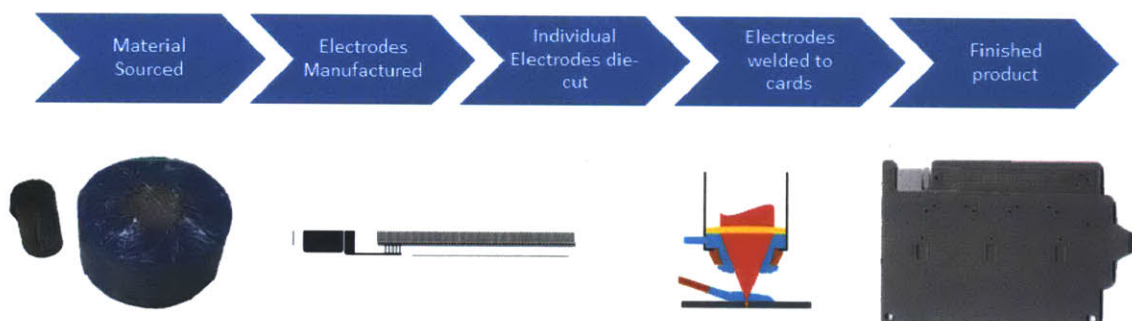 Material
Sourced
Electrodes
Manufactured
Individual
Electrodes die-
cut
Electrodes
welded to
cards
Finished
product